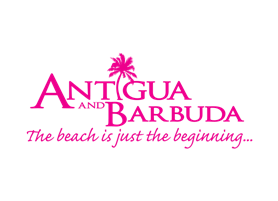 ANTIGUA
AND BARBUDA
The beach is just the beginning...